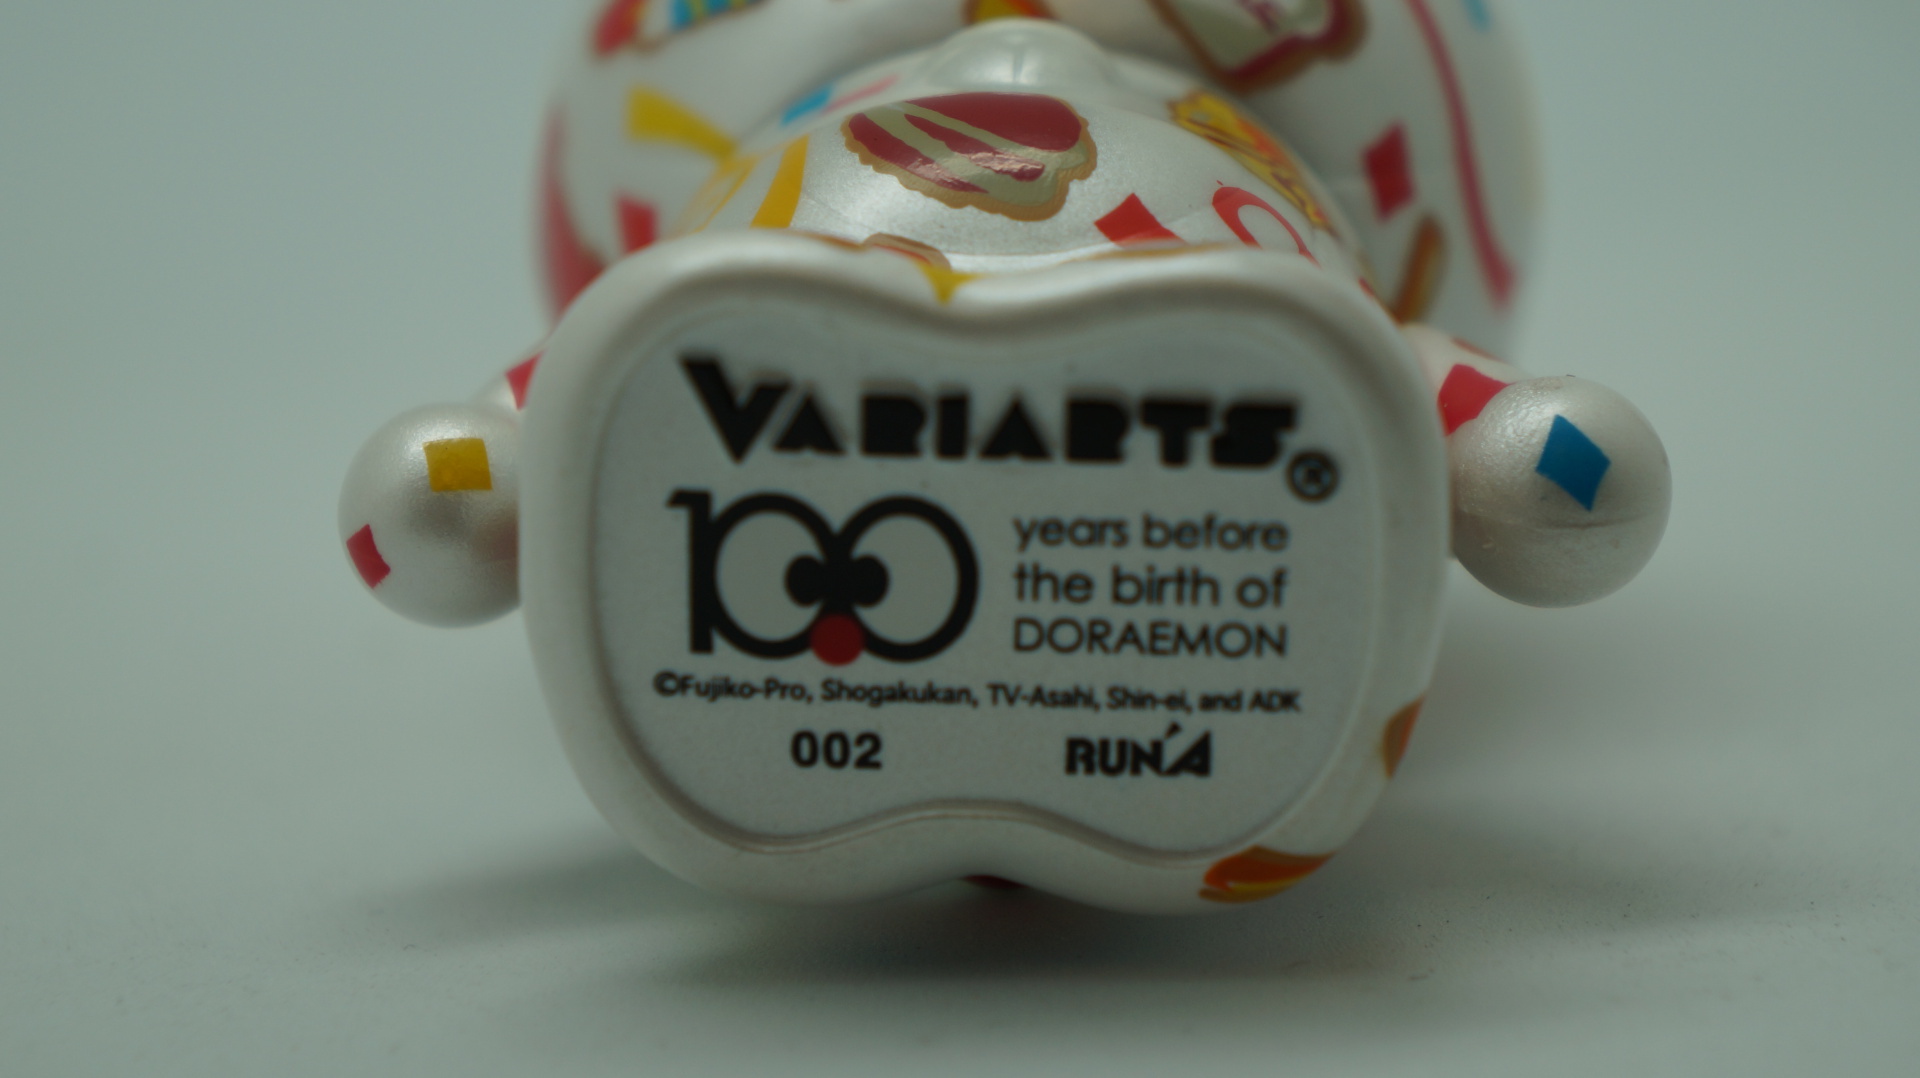 VARIARTS®
100 years before
the birth of
DORAEMON
©Fujiko-Pro, Shogakukan, TV-Asahi, Shin-ei, and ADK
002 RUN'A